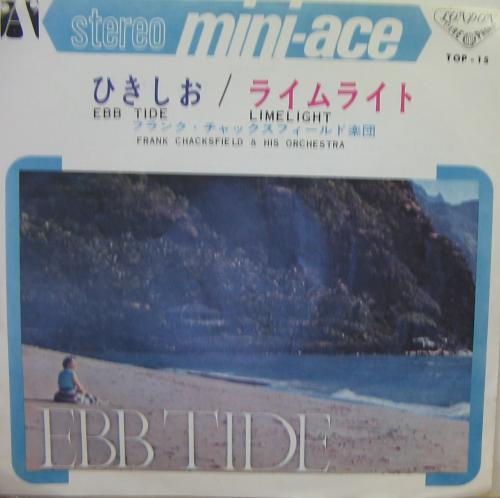 stereo mini-ace
TOP-15
ひきしお / ライムライト
EBB TIDE LIMELIGHT
フランク・チャックスフィールド楽団
FRANK CHACKSFIELD & HIS ORCHESTRA
EBB TIDE